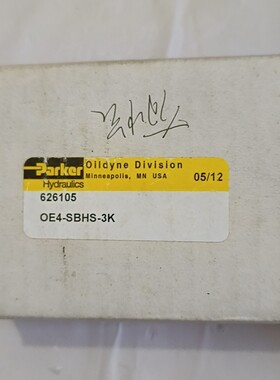 Parker
Hydraulics
Oildyne Division
Minneapolis, MN USA
05/12
626105
OE4-SBHS-3K